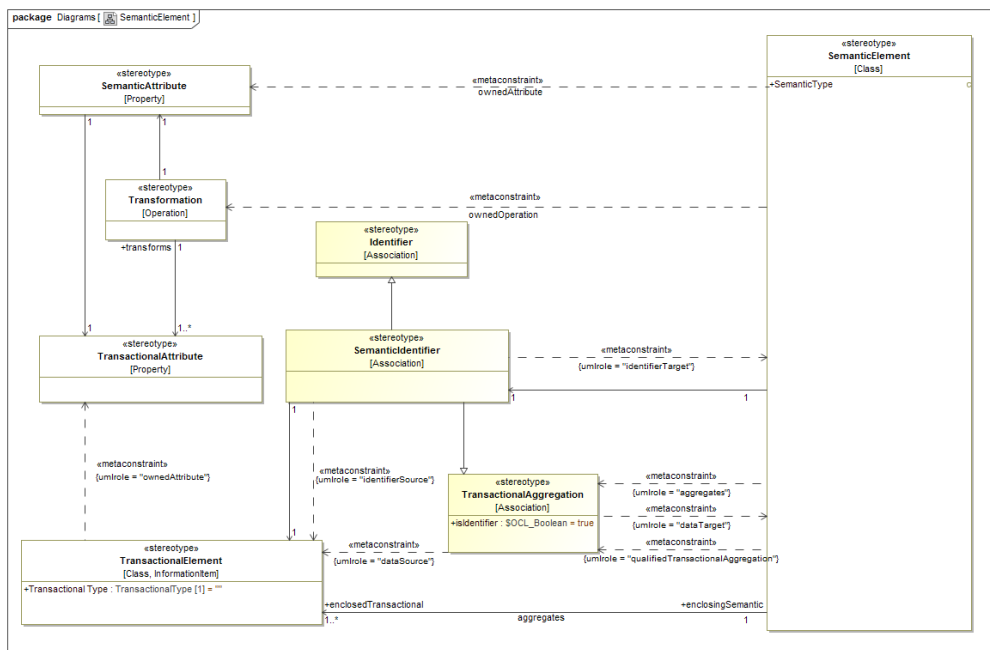 package Diagrams [ SemanticElement ]
«stereotype»
SemanticElement
[Class]
+SemanticType
«stereotype»
SemanticAttribute
[Property]
«metaconstraint»
ownedAttribute
1
1
1
«stereotype»
Transformation
[Operation]
«metaconstraint»
ownedOperation
+transforms 1
«stereotype»
Identifier
[Association]
1
1..*
«stereotype»
TransactionalAttribute
[Property]
«stereotype»
SemanticIdentifier
[Association]
«metaconstraint»
{umlrole = "identifierTarget"}
1
1
1
«metaconstraint»
{umlrole = "ownedAttribute"}
«metaconstraint»
{umlrole = "identifierSource"}
«stereotype»
TransactionalAggregation
[Association]
+isIdentifier : $OCL_Boolean = true
«metaconstraint»
{umlrole = "aggregates"}
«metaconstraint»
{umlrole = "dataTarget"}
1
«stereotype»
TransactionalElement
[Class, InformationItem]
+Transactional Type : TransactionalType [1] = ""
«metaconstraint»
{umlrole = "dataSource"}
«metaconstraint»
{umlrole = "qualifiedTransactionalAggregation"}
+enclosedTransactional
+enclosingSemantic
1..*
aggregates
1